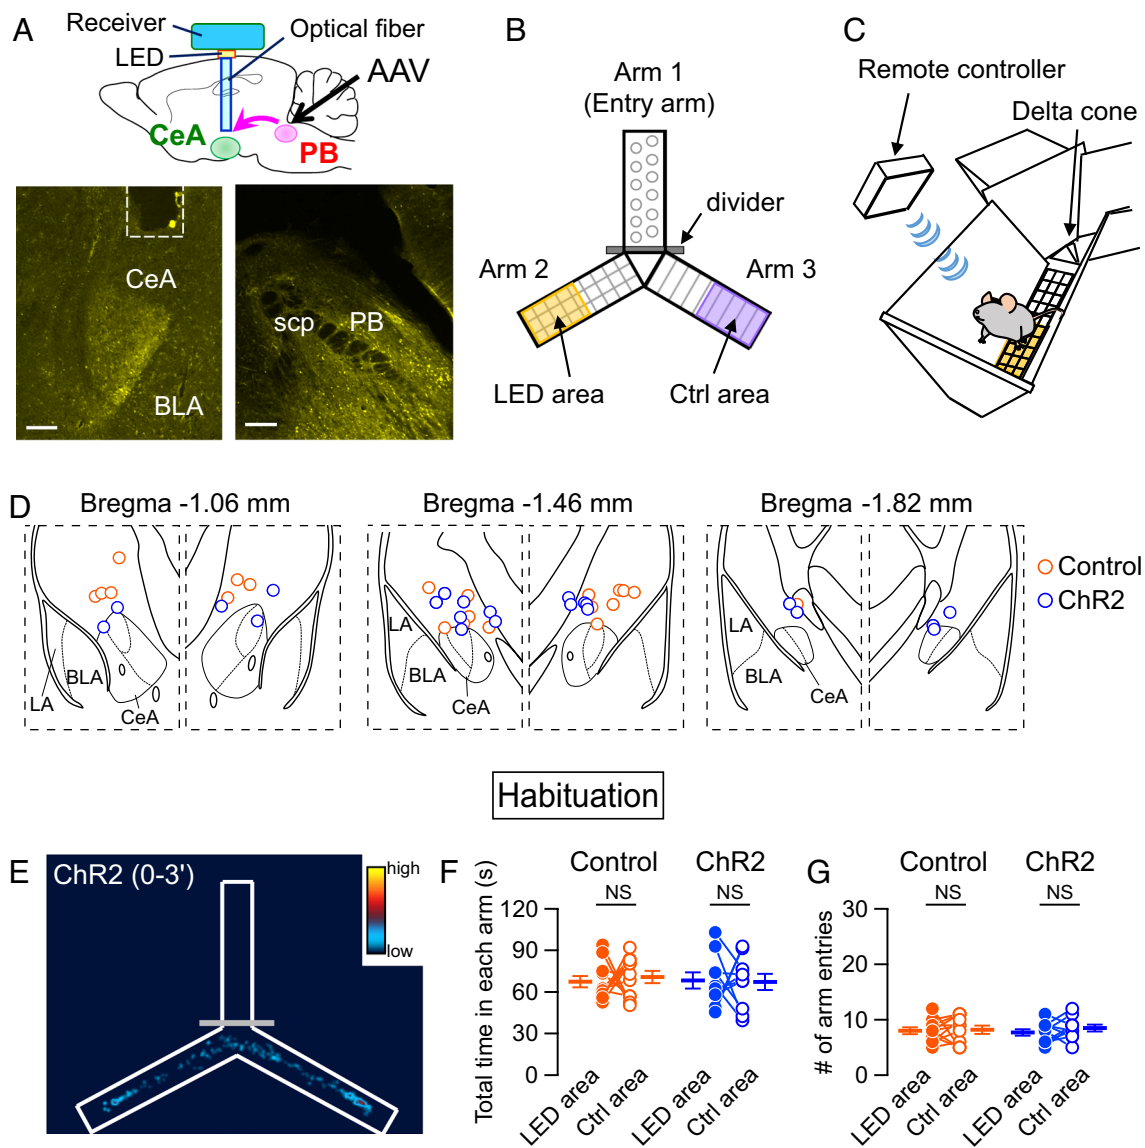 A
Receiver
LED
Optical fiber
AAV
CeA
PB
CeA
BLA
scp
PB
B
Arm 1
(Entry arm)
divider
Arm 2
Arm 3
LED area
Ctrl area
C
Remote controller
Delta cone
D
Bregma -1.06 mm
Bregma -1.46 mm
Bregma -1.82 mm
Control
ChR2
LA
BLA
CeA
LA
BLA
CeA
LA
BLA
CeA
Habituation
E
ChR2 (0-3')
high
low
F
Total time in each arm (s)
Control
ChR2
NS
NS
120
90
60
30
0
LED area
Ctrl area
LED area
Ctrl area
G
# of arm entries
Control
ChR2
NS
NS
30
20
10
0
LED area
Ctrl area
LED area
Ctrl area